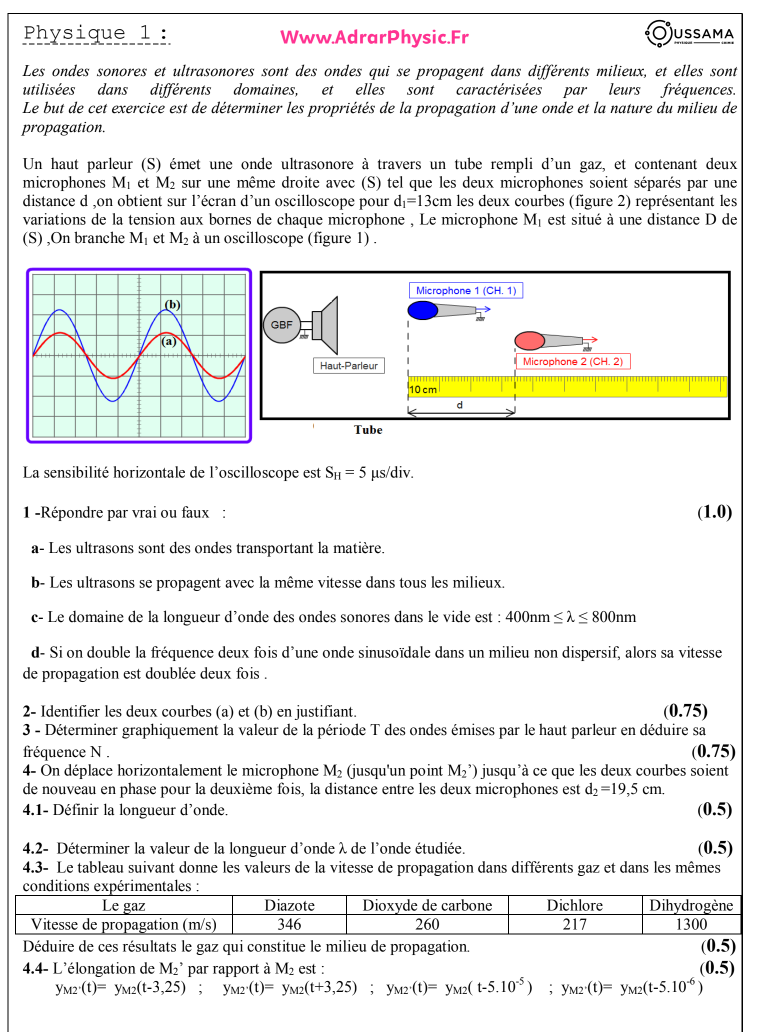 Physique 1 :
Www.AdrarPhysic.Fr
OUSSAMA
PHYSIQUE CHIMIE
Les ondes sonores et ultrasonores sont des ondes qui se propagent dans différents milieux, et elles sont
utilisées dans différents domaines, et elles sont caractérisées par leurs fréquences.
Le but de cet exercice est de déterminer les propriétés de la propagation d'une onde et la nature du milieu de
propagation.
Un haut parleur (S) émet une onde ultrasonore à travers un tube rempli d'un gaz, et contenant deux
microphones M₁ et M₂ sur une même droite avec (S) tel que les deux microphones soient séparés par une
distance d ,on obtient sur l'écran d'un oscilloscope pour d₁=13cm les deux courbes (figure 2) représentant les
variations de la tension aux bornes de chaque microphone , Le microphone M₁ est situé à une distance D de
(S) ,On branche M₁ et M₂ à un oscilloscope (figure 1) .
(b)
(a)
Microphone 1 (CH. 1)
GBF
Haut-Parleur
Microphone 2 (CH. 2)
10 cm
d
Tube
La sensibilité horizontale de l'oscilloscope est S_H = 5 μs/div.
1 -Répondre par vrai ou faux : (1.0)
a- Les ultrasons sont des ondes transportant la matière.
b- Les ultrasons se propagent avec la même vitesse dans tous les milieux.
c- Le domaine de la longueur d'onde des ondes sonores dans le vide est : 400nm ≤ λ ≤ 800nm
d- Si on double la fréquence deux fois d'une onde sinusoïdale dans un milieu non dispersif, alors sa vitesse
de propagation est doublée deux fois .
2- Identifier les deux courbes (a) et (b) en justifiant. (0.75)
3 - Déterminer graphiquement la valeur de la période T des ondes émises par le haut parleur en déduire sa
fréquence N . (0.75)
4- On déplace horizontalement le microphone M₂ (jusqu'un point M₂') jusqu'à ce que les deux courbes soient
de nouveau en phase pour la deuxième fois, la distance entre les deux microphones est d₂ =19,5 cm.
4.1- Définir la longueur d'onde. (0.5)
4.2- Déterminer la valeur de la longueur d'onde λ de l'onde étudiée. (0.5)
4.3- Le tableau suivant donne les valeurs de la vitesse de propagation dans différents gaz et dans les mêmes
conditions expérimentales :
Le gaz Diazote Dioxyde de carbone Dichlore Dihydrogène
Vitesse de propagation (m/s) 346 260 217 1300
Déduire de ces résultats le gaz qui constitue le milieu de propagation. (0.5)
4.4- L'élongation de M₂' par rapport à M₂ est : (0.5)
y_M2'(t)= y_M2(t-3,25) ; y_M2'(t)= y_M2(t+3,25) ; y_M2'(t)= y_M2( t-5.10⁻⁵ ) ; y_M2'(t)= y_M2(t-5.10⁻⁶ )